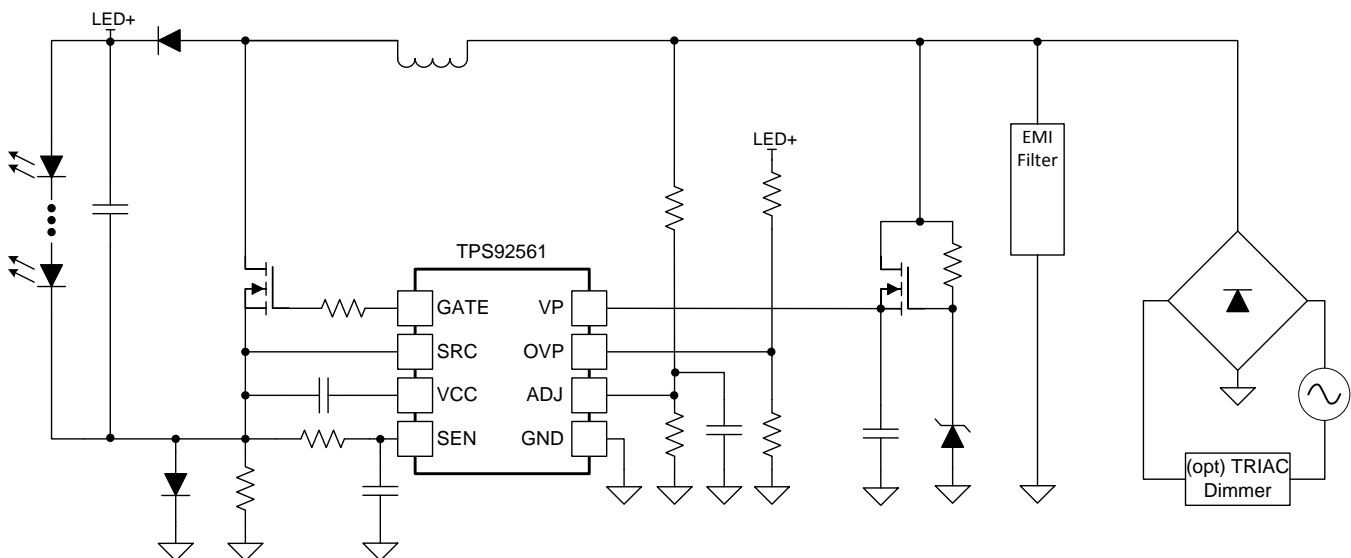 LED+
LED+
EMI
Filter
TPS92561
GATE
VP
SRC
OVP
VCC
ADJ
SEN
GND
(opt) TRIAC
Dimmer